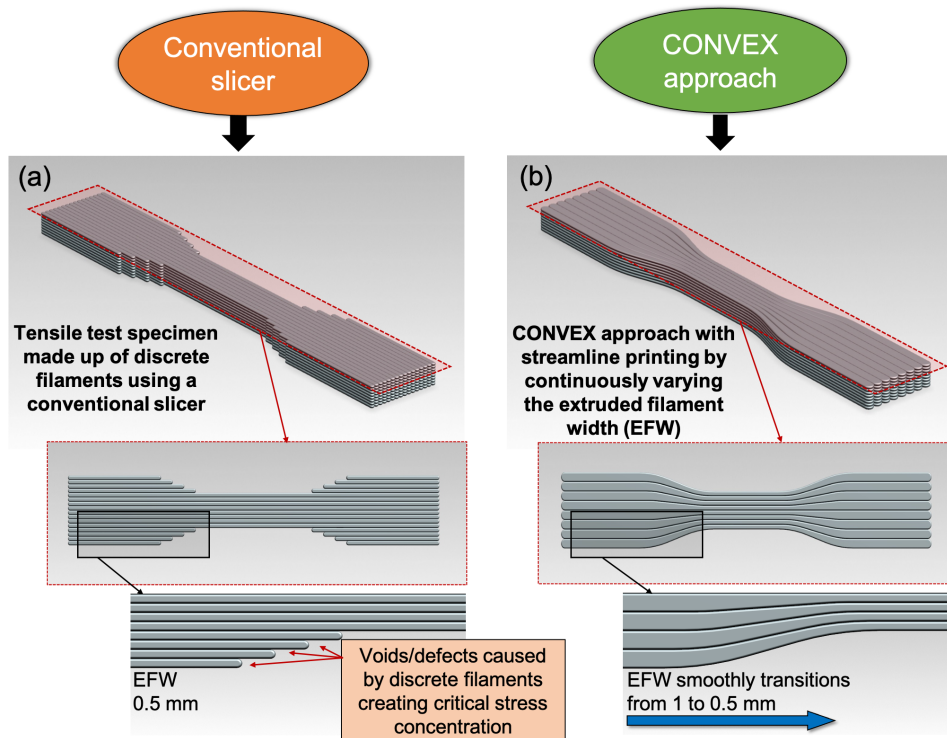 Conventional
slicer
CONVEX
approach
(a)
Tensile test specimen
made up of discrete
filaments using a
conventional slicer
(b)
CONVEX approach with
streamline printing by
continuously varying
the extruded filament
width (EFW)
EFW
0.5 mm
Voids/defects caused
by discrete filaments
creating critical stress
concentration
EFW smoothly transitions
from 1 to 0.5 mm